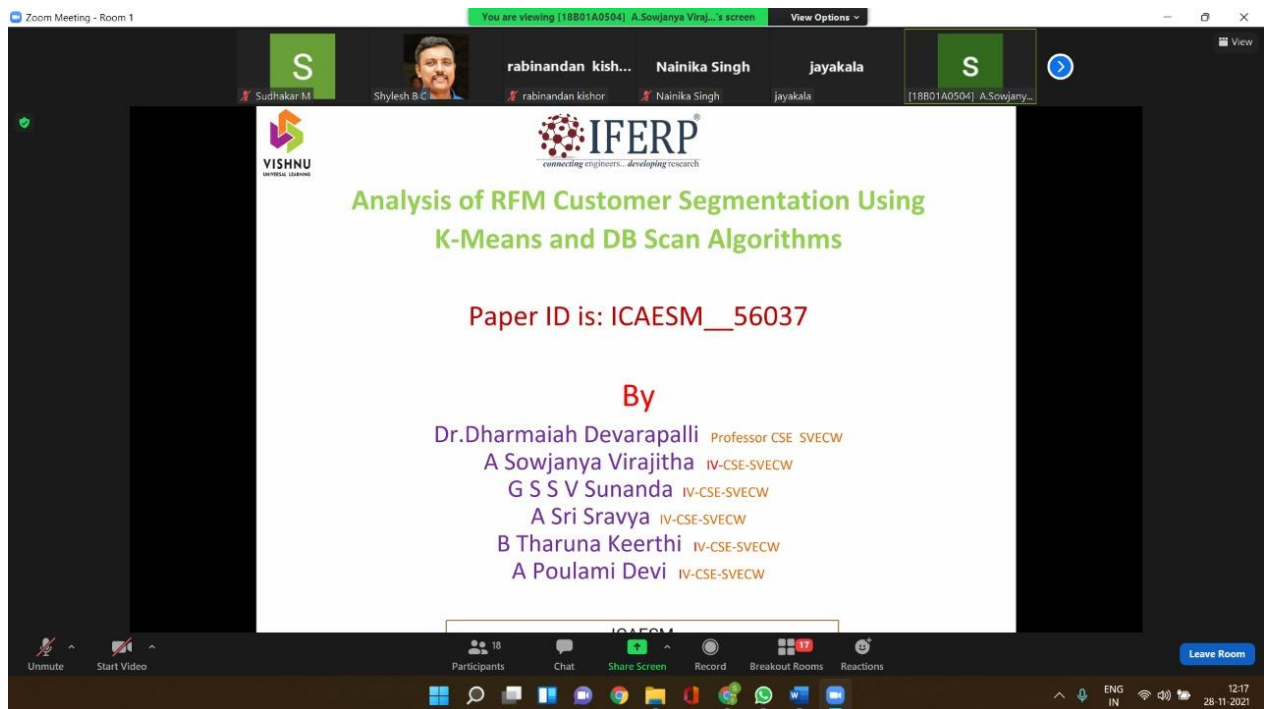 Zoom Meeting - Room 1
You are viewing [18B01A0504] A.Sowjanya Viraj...'s screen
View Options
View
S
rabinandan kish...
Nainika Singh
jayakala
S
Sudhakar M
Shylesh B C
rabinandan kishor
Nainika Singh
jayakala
[18B01A0504] A.Sowjany...
VISHNU
UNIVERSAL LEARNING
IFERP®
connecting engineers...developing research
Analysis of RFM Customer Segmentation Using
K-Means and DB Scan Algorithms
Paper ID is: ICAESM__56037
By
Dr.Dharmaiah Devarapalli Professor CSE SVECW
A Sowjanya Virajitha IV-CSE-SVECW
G S S V Sunanda IV-CSE-SVECW
A Sri Sravya IV-CSE-SVECW
B Tharuna Keerthi IV-CSE-SVECW
A Poulami Devi IV-CSE-SVECW
ICAESM
Unmute
Start Video
18
Participants
Chat
Share Screen
Record
17
Breakout Rooms
Reactions
Leave Room
ENG
IN
12:17
28-11-2021